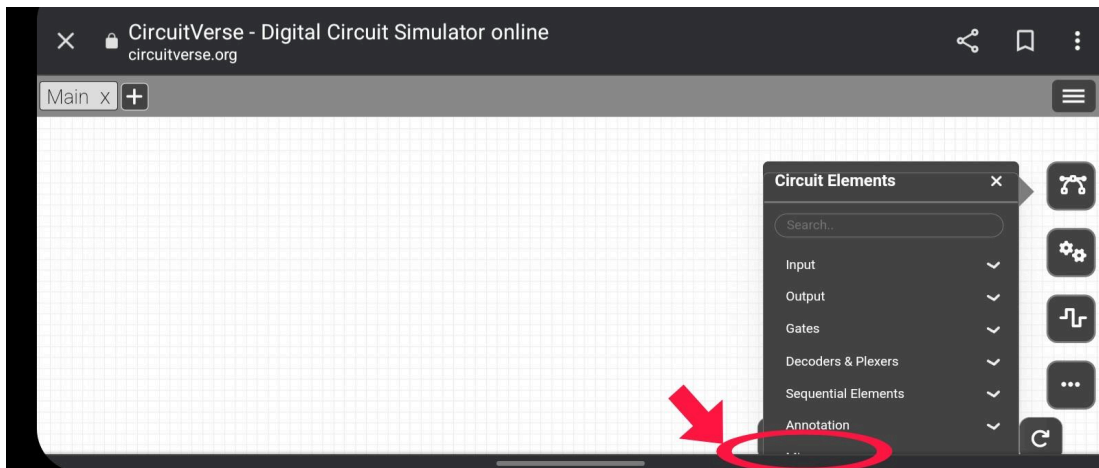 CircuitVerse - Digital Circuit Simulator online
circuitverse.org
Main x
Circuit Elements
Search..
Input
Output
Gates
Decoders & Plexers
Sequential Elements
Annotation